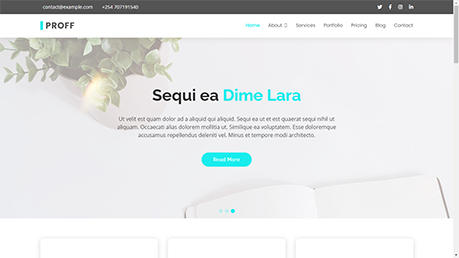 contact@example.com +254 707191540
PROFF
Home About Services Portfolio Pricing Blog Contact
Sequi ea Dime Lara
Ut velit est quam dolor ad a aliquid qui aliquid. Sequi ea ut et est quaerat sequi nihil ut
aliquam. Occaecati alias dolorem mollitia ut. Similique ea voluptatem. Esse doloremque
accusamus repellendus deleniti vel. Minus et tempore modi architecto.
Read More